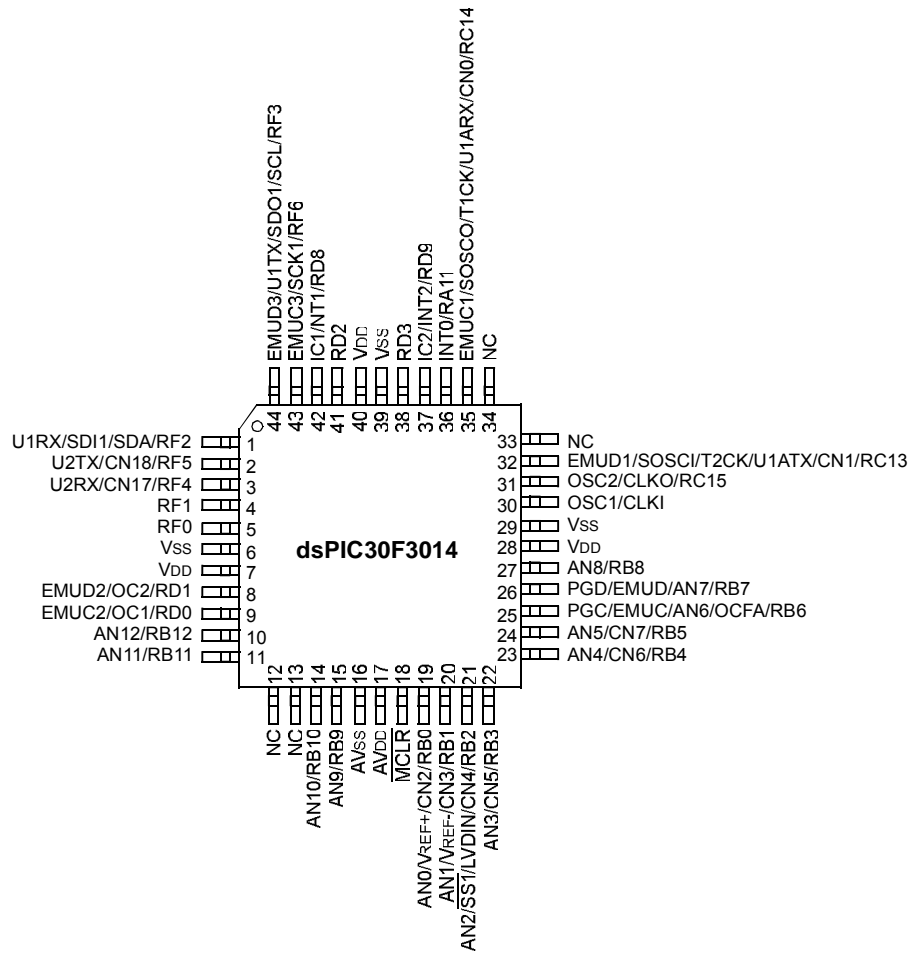 EMUD3/U1TX/SDO1/SCL/RF3
EMUC3/SCK1/RF6
IC1/NT1/RD8
RD2
VDD
VSS
RD3
IC2/INT2/RD9
INT0/RA11
EMUC1/SOSCO/T1CK/U1ARX/CN0/RC14
NC
44 43 42 41 40 39 38 37 36 35 34
U1RX/SDI1/SDA/RF2 1
U2TX/CN18/RF5 2
U2RX/CN17/RF4 3
RF1 4
RF0 5
VSS 6
VDD 7
EMUD2/OC2/RD1 8
EMUC2/OC1/RD0 9
AN12/RB12 10
AN11/RB11 11
dsPIC30F3014
33 NC
32 EMUD1/SOSCI/T2CK/U1ATX/CN1/RC13
31 OSC2/CLKO/RC15
30 OSC1/CLKI
29 VSS
28 VDD
27 AN8/RB8
26 PGD/EMUD/AN7/RB7
25 PGC/EMUC/AN6/OCFA/RB6
24 AN5/CN7/RB5
23 AN4/CN6/RB4
12 13 14 15 16 17 18 19 20 21 22
NC
NC
AN10/RB10
AN9/RB9
AVSS
AVDD
MCLR
AN0/VREF+/CN2/RB0
AN1/VREF-/CN3/RB1
AN2/SS1/LVDIN/CN4/RB2
AN3/CN5/RB3